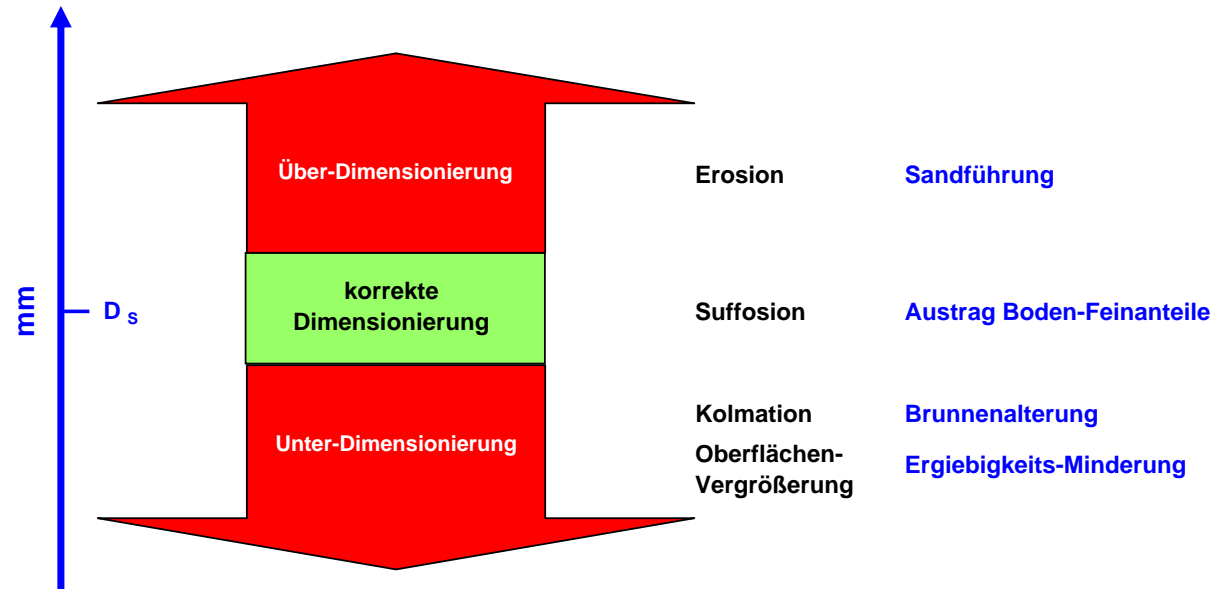 Über-Dimensionierung
Erosion
Sandführung
mm
D s
korrekte
Dimensionierung
Suffosion
Austrag Boden-Feinanteile
Unter-Dimensionierung
Kolmation
Brunnenalterung
Oberflächen-
Vergrößerung
Ergiebigkeits-Minderung